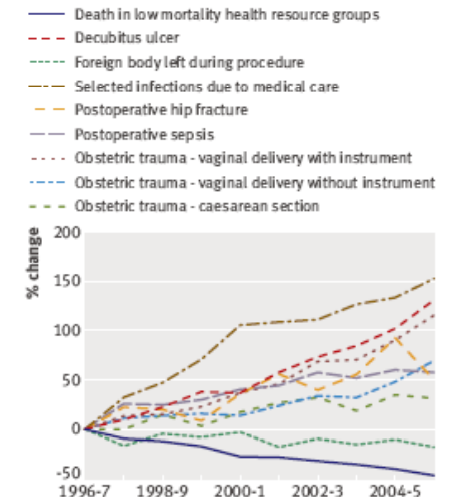 Death in low mortality health resource groups
Decubitus ulcer
Foreign body left during procedure
Selected infections due to medical care
Postoperative hip fracture
Postoperative sepsis
Obstetric trauma - vaginal delivery with instrument
Obstetric trauma - vaginal delivery without instrument
Obstetric trauma - caesarean section
% change
200
150
100
50
0
-50
1996-7 1998-9 2000-1 2002-3 2004-5